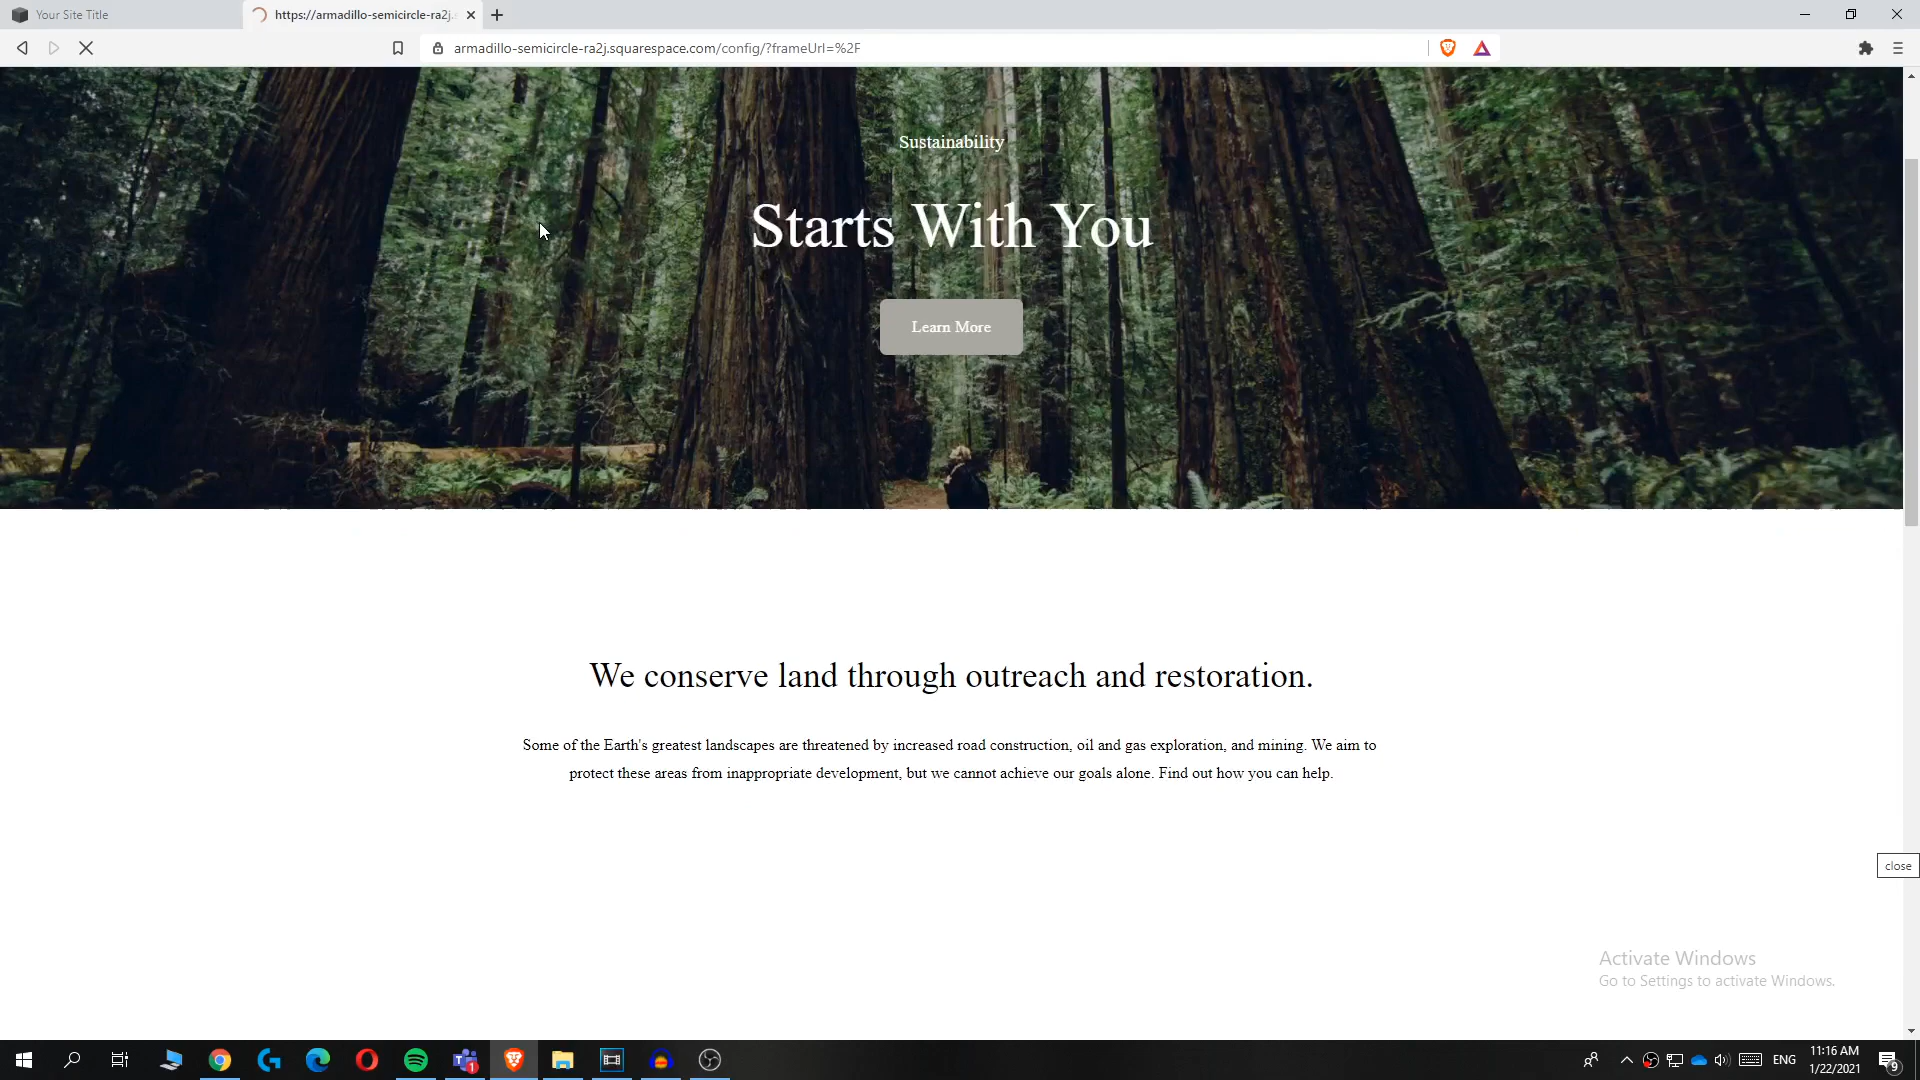 Your Site Title
https://armadillo-semicircle-ra2j.s
armadillo-semicircle-ra2j.squarespace.com/config/?frameUrl=%2F
Sustainability
Starts With You
Learn More
We conserve land through outreach and restoration.
Some of the Earth's greatest landscapes are threatened by increased road construction, oil and gas exploration, and mining. We aim to
protect these areas from inappropriate development, but we cannot achieve our goals alone. Find out how you can help.
close
Activate Windows
Go to Settings to activate Windows.
1
ENG
11:16 AM
1/22/2021
9